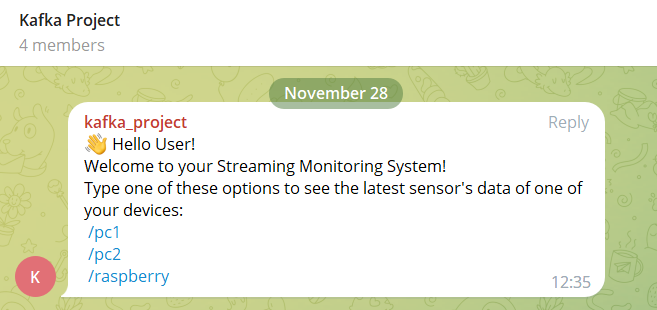 Kafka Project
4 members
November 28
kafka_project Reply
👋 Hello User!
Welcome to your Streaming Monitoring System!
Type one of these options to see the latest sensor's data of one of
your devices:
/pc1
/pc2
/raspberry
K
12:35